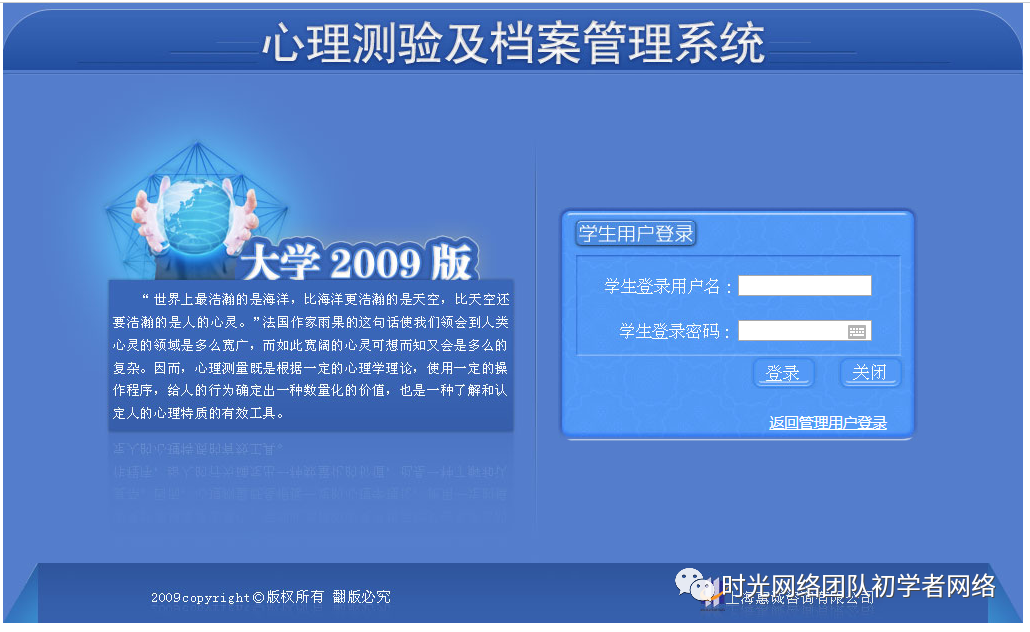 心理测验及档案管理系统
大学 2009 版
“ 世界上最浩瀚的是海洋，比海洋更浩瀚的是天空，比天空还
要浩瀚的是人的心灵。”法国作家雨果的这句话使我们领会到人类
心灵的领域是多么宽广，而如此宽阔的心灵可想而知又会是多么的
复杂。因而，心理测量既是根据一定的心理学理论，使用一定的操
作程序，给人的行为确定出一种数量化的价值，也是一种了解和认
定人的心理特质的有效工具。
学生用户登录
学生登录用户名：
学生登录密码：
登录 关闭
返回管理用户登录
2009copyright©版权所有 翻版必究
时光网络团队初学者网络
上海惠诚咨询有限公司